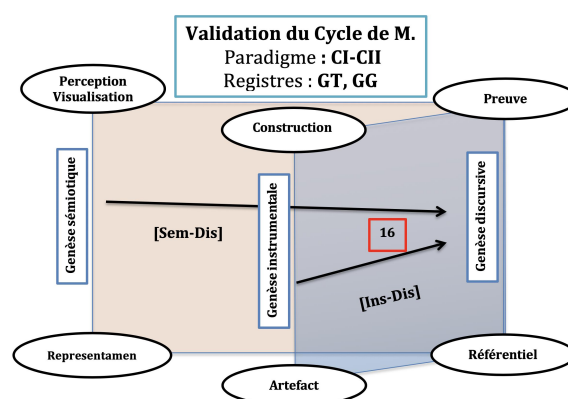 Validation du Cycle de M.
Paradigme : CI-CII
Registres : GT, GG
Perception
Visualisation
Preuve
Construction
Genèse sémiotique
Genèse instrumentale
Genèse discursive
[Sem-Dis]
16
[Ins-Dis]
Representamen
Référentiel
Artefact